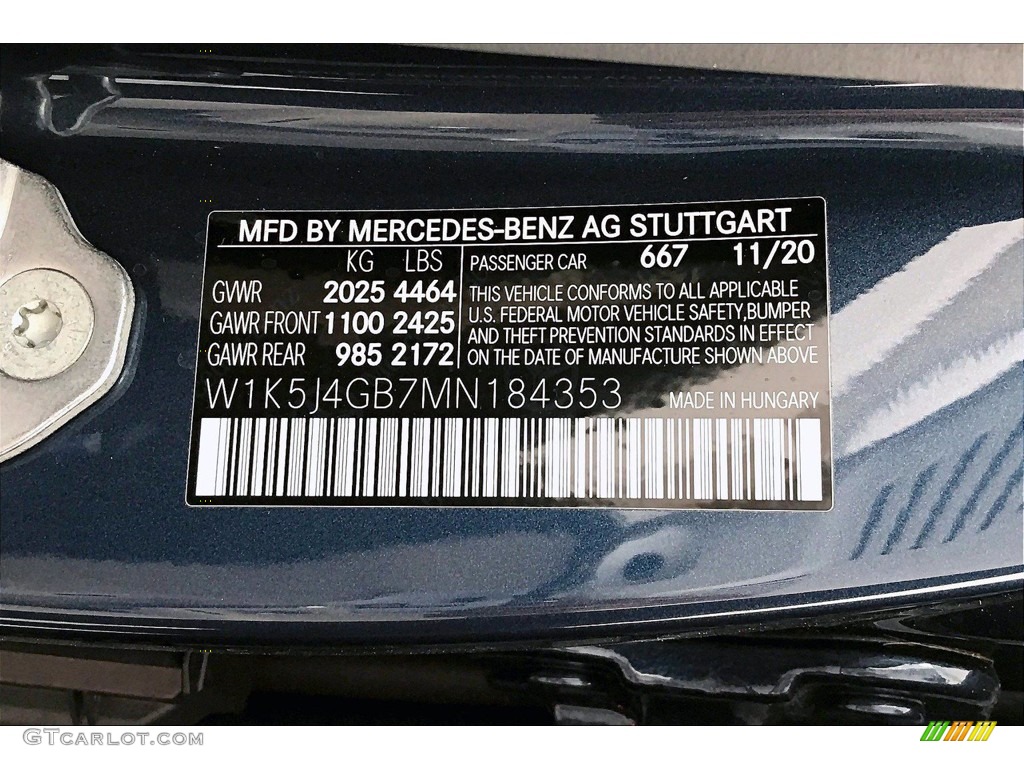 MFD BY MERCEDES-BENZ AG STUTTGART
KG LBS
GVWR 2025 4464
GAWR FRONT 1100 2425
GAWR REAR 985 2172
PASSENGER CAR 667 11/20
THIS VEHICLE CONFORMS TO ALL APPLICABLE
U.S. FEDERAL MOTOR VEHICLE SAFETY,BUMPER
AND THEFT PREVENTION STANDARDS IN EFFECT
ON THE DATE OF MANUFACTURE SHOWN ABOVE
W1K5J4GB7MN184353 MADE IN HUNGARY
GTCARLOT.COM